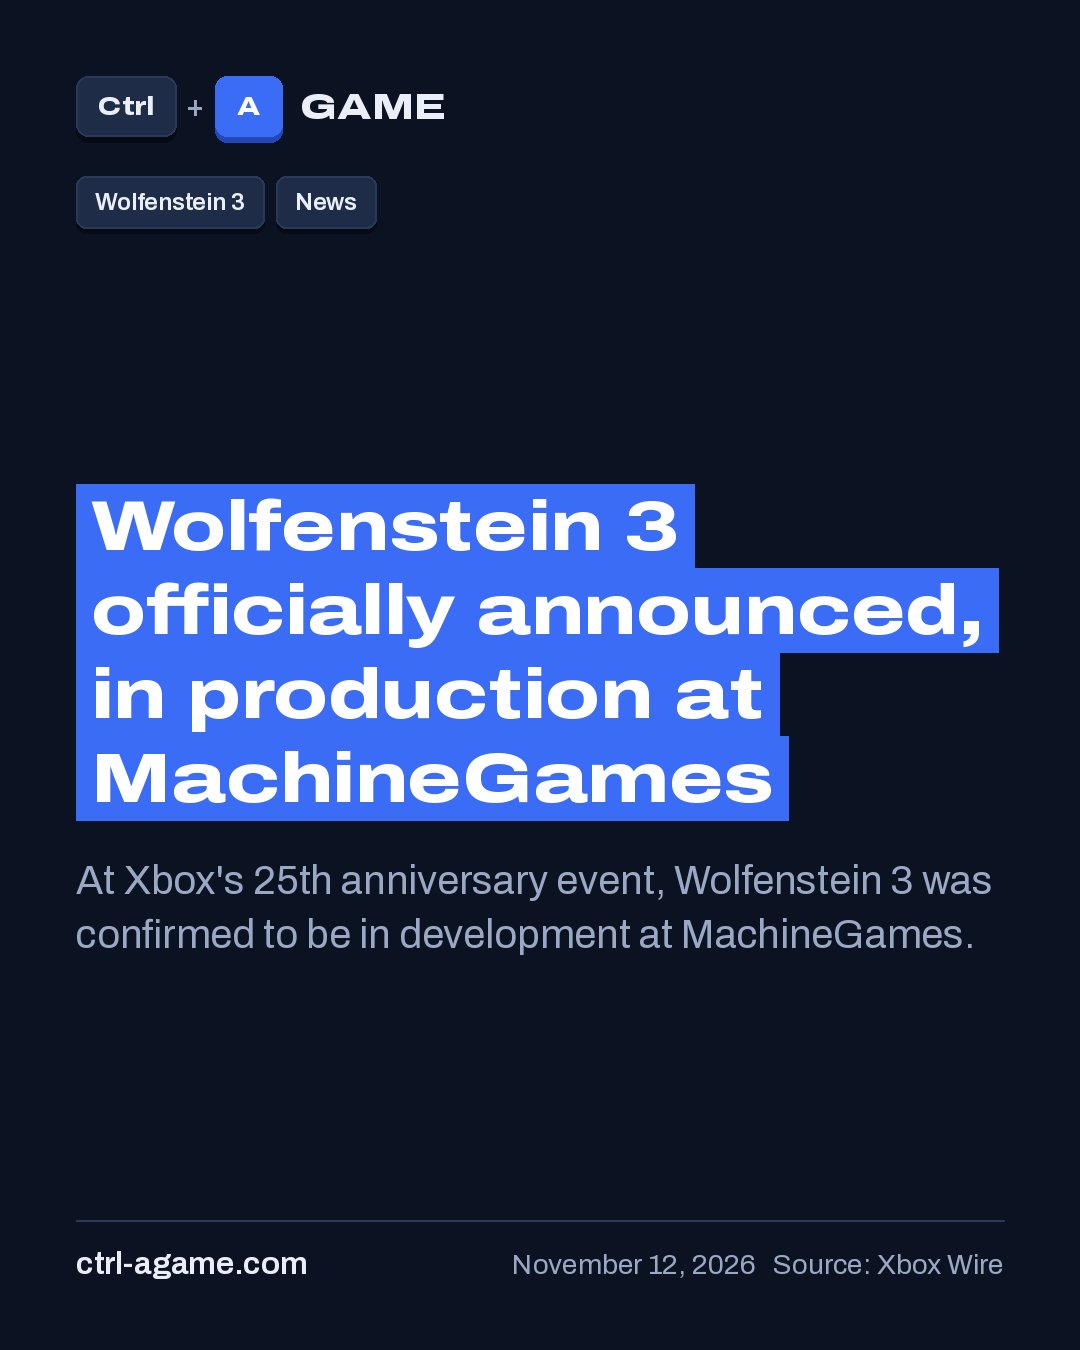 Ctrl + A GAME
Wolfenstein 3 News
Wolfenstein 3
officially announced,
in production at
MachineGames
At Xbox's 25th anniversary event, Wolfenstein 3 was
confirmed to be in development at MachineGames.
ctrl-agame.com November 12, 2026 Source: Xbox Wire